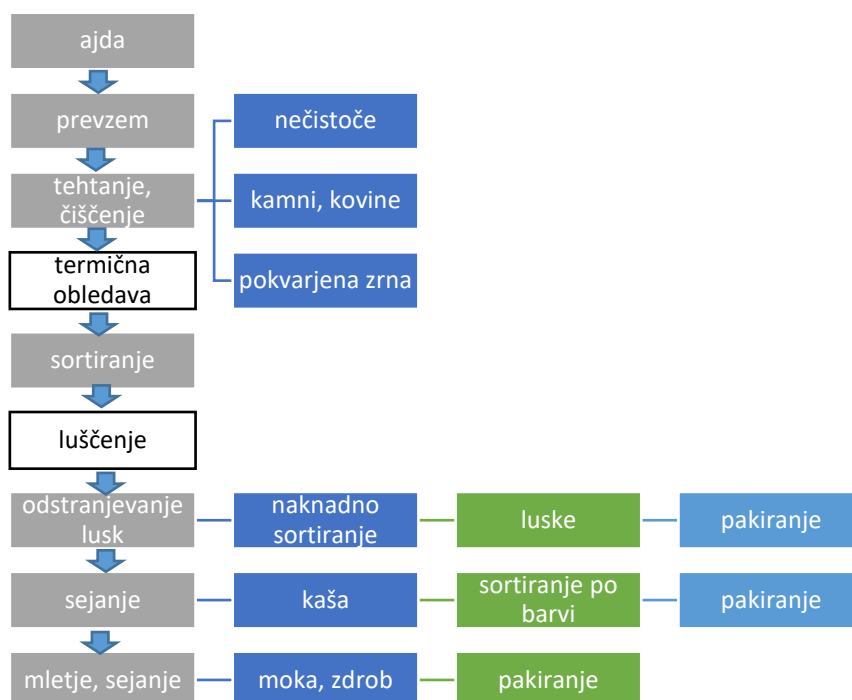 ajda
prevzem
nečistoče
tehtanje,
čiščenje
kamni, kovine
termična
obledava
pokvarjena zrna
sortiranje
luščenje
odstranjevanje
lusk
naknadno
sortiranje
luske
pakiranje
sejanje
kaša
sortiranje po
barvi
pakiranje
mletje, sejanje
moka, zdrob
pakiranje